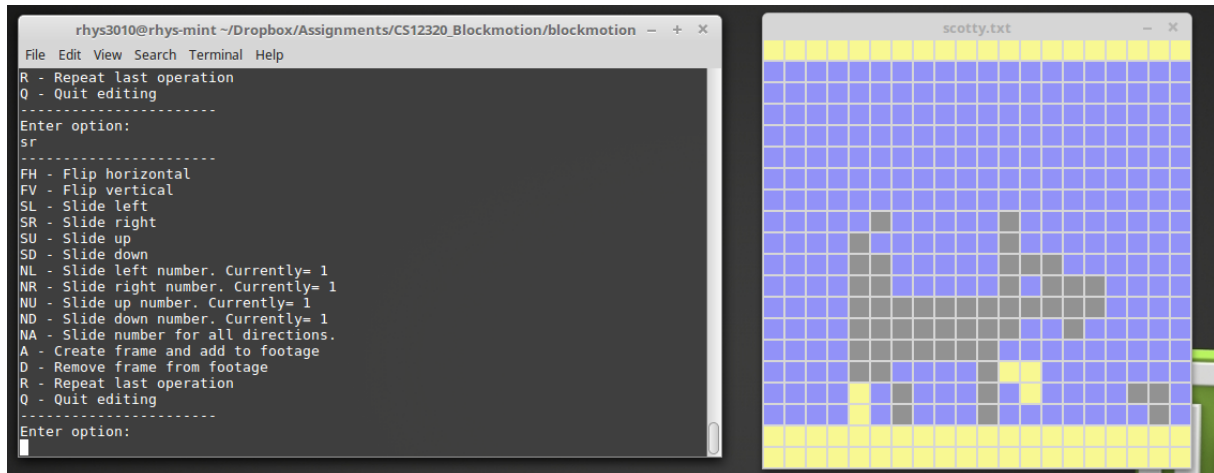 rhys3010@rhys-mint ~/Dropbox/Assignments/CS12320_Blockmotion/blockmotion
File Edit View Search Terminal Help
R - Repeat last operation
Q - Quit editing
-----------------------
Enter option:
sr
-----------------------
FH - Flip horizontal
FV - Flip vertical
SL - Slide left
SR - Slide right
SU - Slide up
SD - Slide down
NL - Slide left number. Currently= 1
NR - Slide right number. Currently= 1
NU - Slide up number. Currently= 1
ND - Slide down number. Currently= 1
NA - Slide number for all directions.
A - Create frame and add to footage
D - Remove frame from footage
R - Repeat last operation
Q - Quit editing
-----------------------
Enter option:
scotty.txt